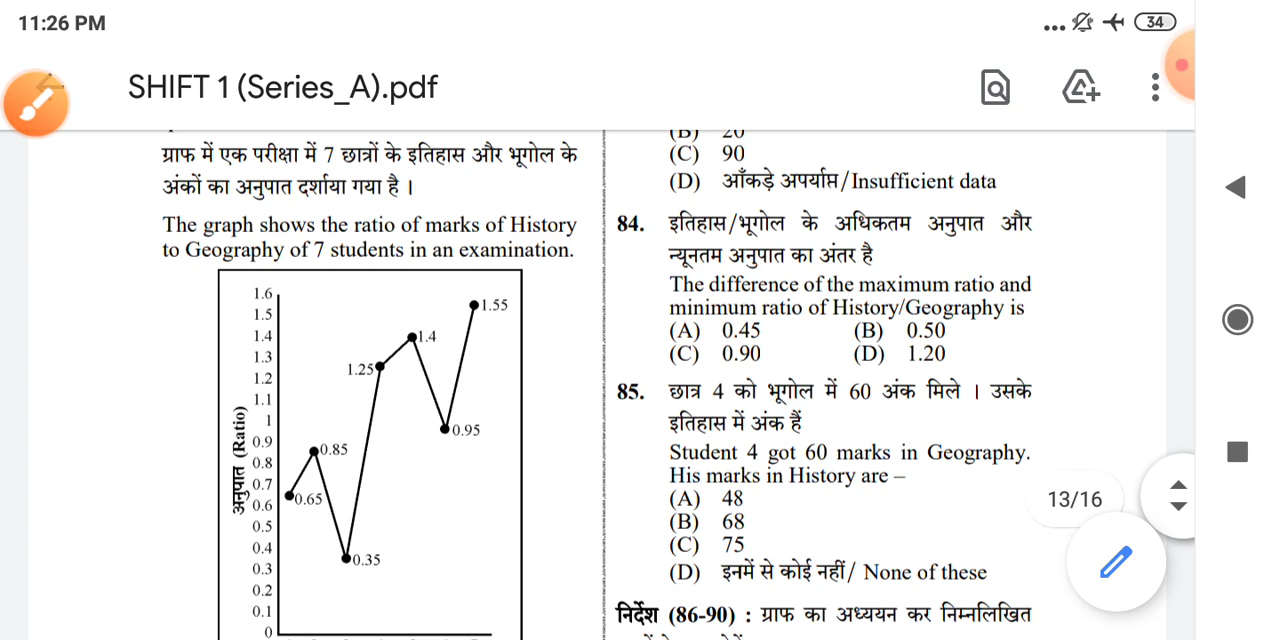 11:26 PM
... 34
SHIFT 1 (Series_A).pdf
ग्राफ में एक परीक्षा में 7 छात्रों के इतिहास और भूगोल के
अंकों का अनुपात दर्शाया गया है ।
The graph shows the ratio of marks of History
to Geography of 7 students in an examination.
अनुपात (Ratio)
1.6
1.5
1.4
1.3
1.2
1.1
1
0.9
0.8
0.7
0.6
0.5
0.4
0.3
0.2
0.1
0
0.65
0.85
0.35
1.25
1.4
0.95
1.55
(B) 20
(C) 90
(D) आँकड़े अपर्याप्त/Insufficient data
84. इतिहास/भूगोल के अधिकतम अनुपात और
न्यूनतम अनुपात का अंतर है
The difference of the maximum ratio and
minimum ratio of History/Geography is
(A) 0.45 (B) 0.50
(C) 0.90 (D) 1.20
85. छात्र 4 को भूगोल में 60 अंक मिले । उसके
इतिहास में अंक हैं
Student 4 got 60 marks in Geography.
His marks in History are –
(A) 48
(B) 68
(C) 75
(D) इनमें से कोई नहीं/ None of these
निर्देश (86-90) : ग्राफ का अध्ययन कर निम्नलिखित
13/16